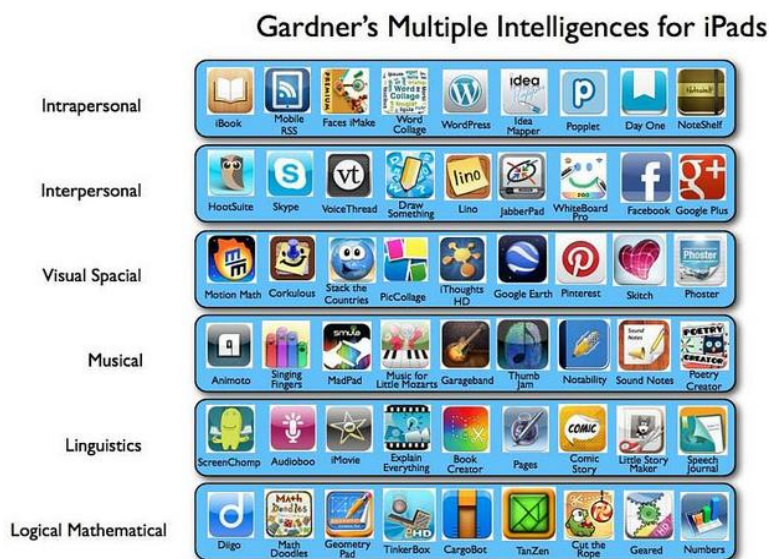 Gardner's Multiple Intelligences for iPads
Intrapersonal
iBook
Mobile RSS
Faces iMake
Word Collage
WordPress
Idea Mapper
Popplet
Day One
NoteShelf
Interpersonal
HootSuite
Skype
VoiceThread
Draw Something
Lino
JabberPad
WhiteBoard Pro
Facebook
Google Plus
Visual Spacial
Motion Math
Corkulous
Stack the Countries
PicCollage
iThoughts HD
Google Earth
Pinterest
Skitch
Phoster
Musical
Animoto
Singing Fingers
MadPad
Music for Little Mozarts
Garageband
Thumb Jam
Notability
Sound Notes
Poetry Creator
Linguistics
ScreenChomp
Audioboo
iMovie
Explain Everything
Book Creator
Pages
Comic Story
Little Story Maker
Speech Journal
Logical Mathematical
Diigo
Math Doodles
Geometry Pad
TinkerBox
CargoBot
TanZen
Cut the Rope
Gears
Numbers